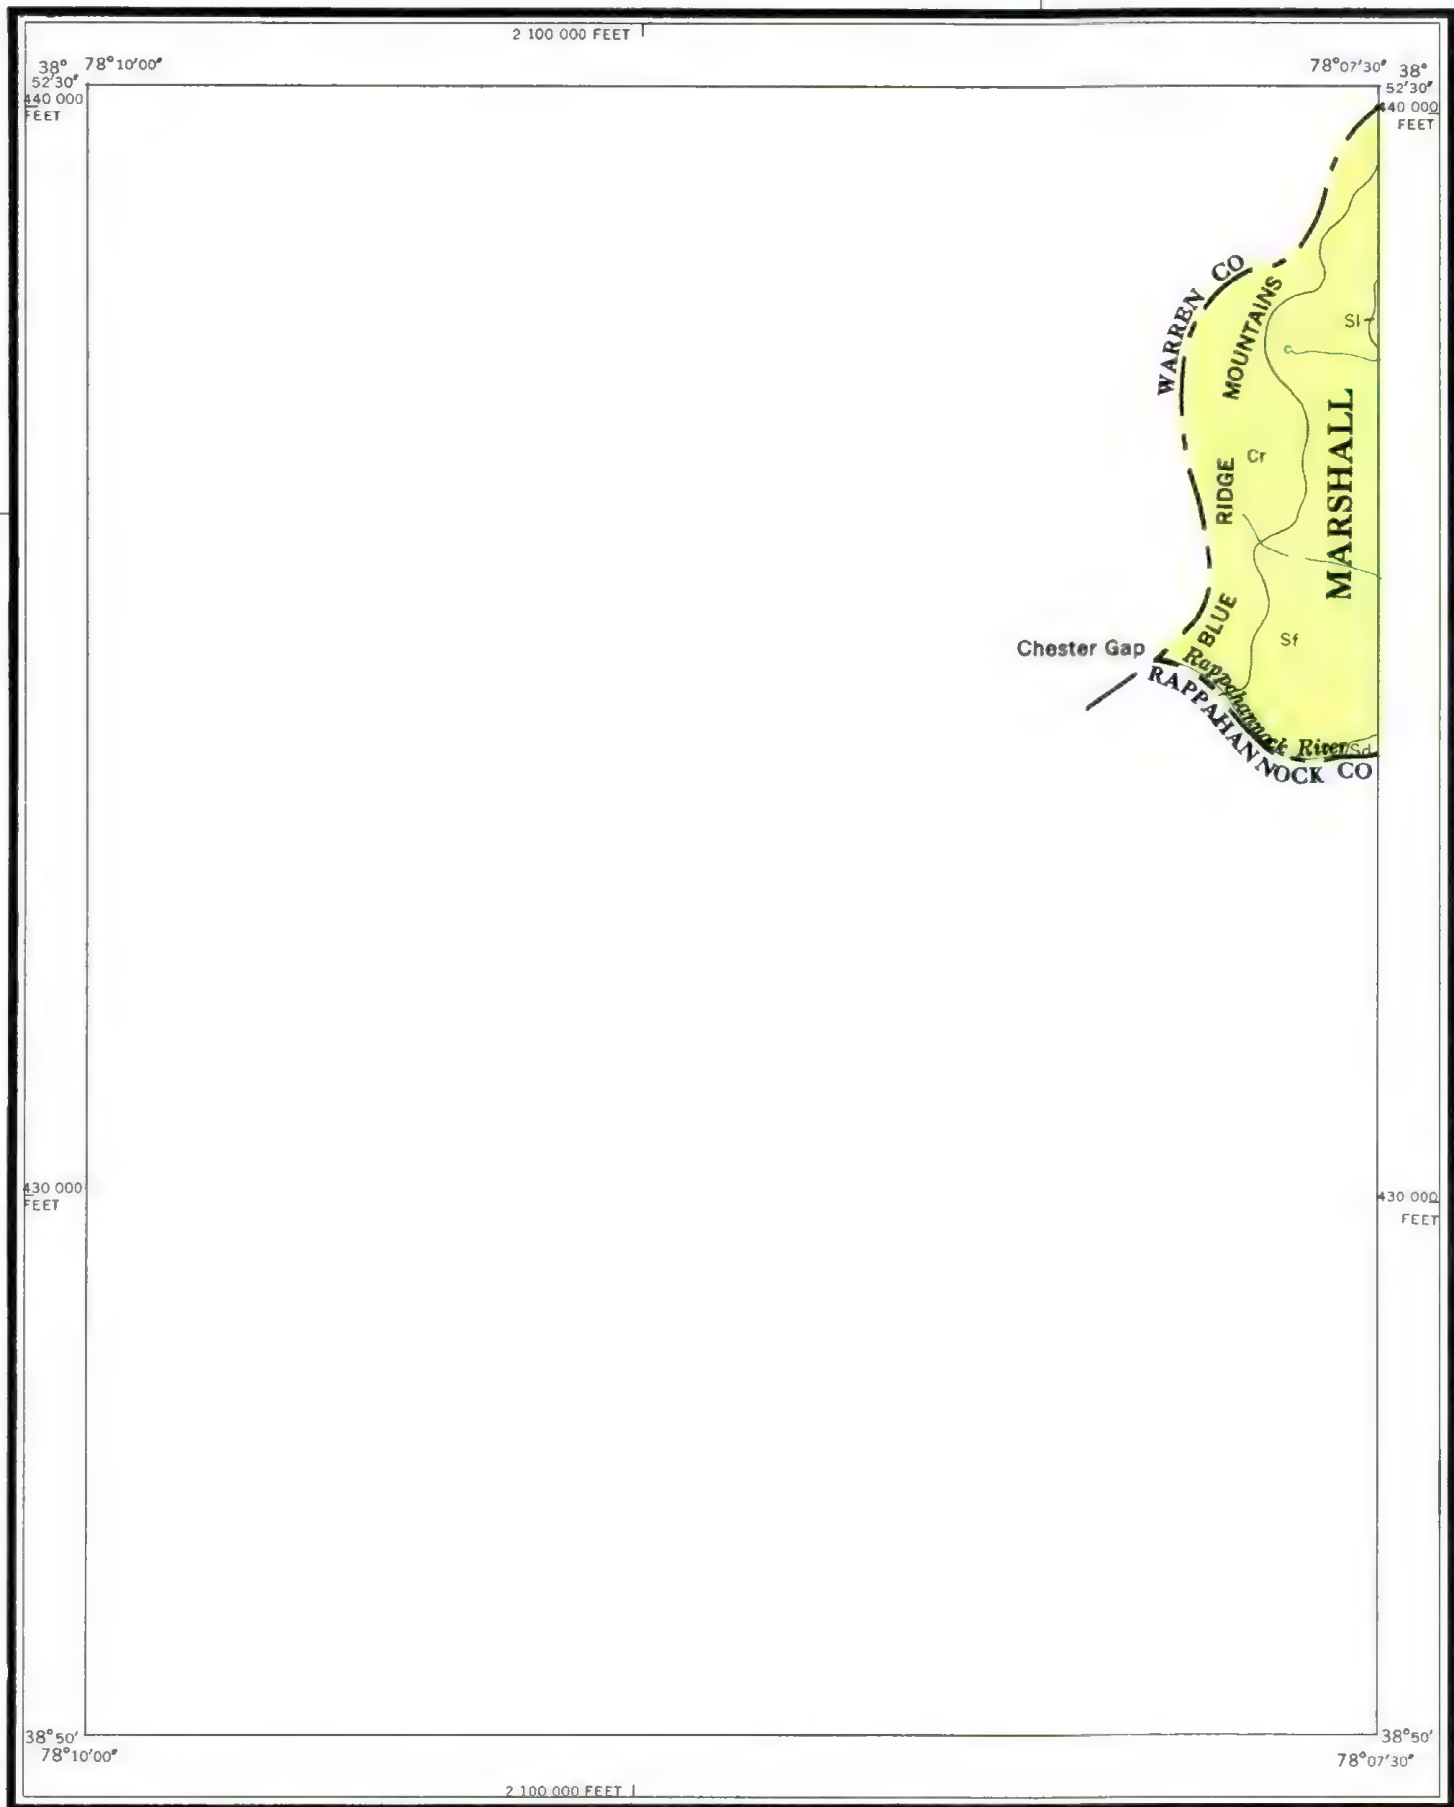 2 100 000 FEET
38° 78°10'00" 78°07'30" 38°
52'30" 52'30"
440 000 440 000
FEET FEET
WARREN CO
MOUNTAINS
Sl
MARSHALL
Cr
RIDGE
BLUE
Sf
Chester Gap
Rappahannock River
Sd
RAPPAHANNOCK CO
430 000 430 000
FEET FEET
38°50' 38°50'
78°10'00" 78°07'30"
2 100 000 FEET